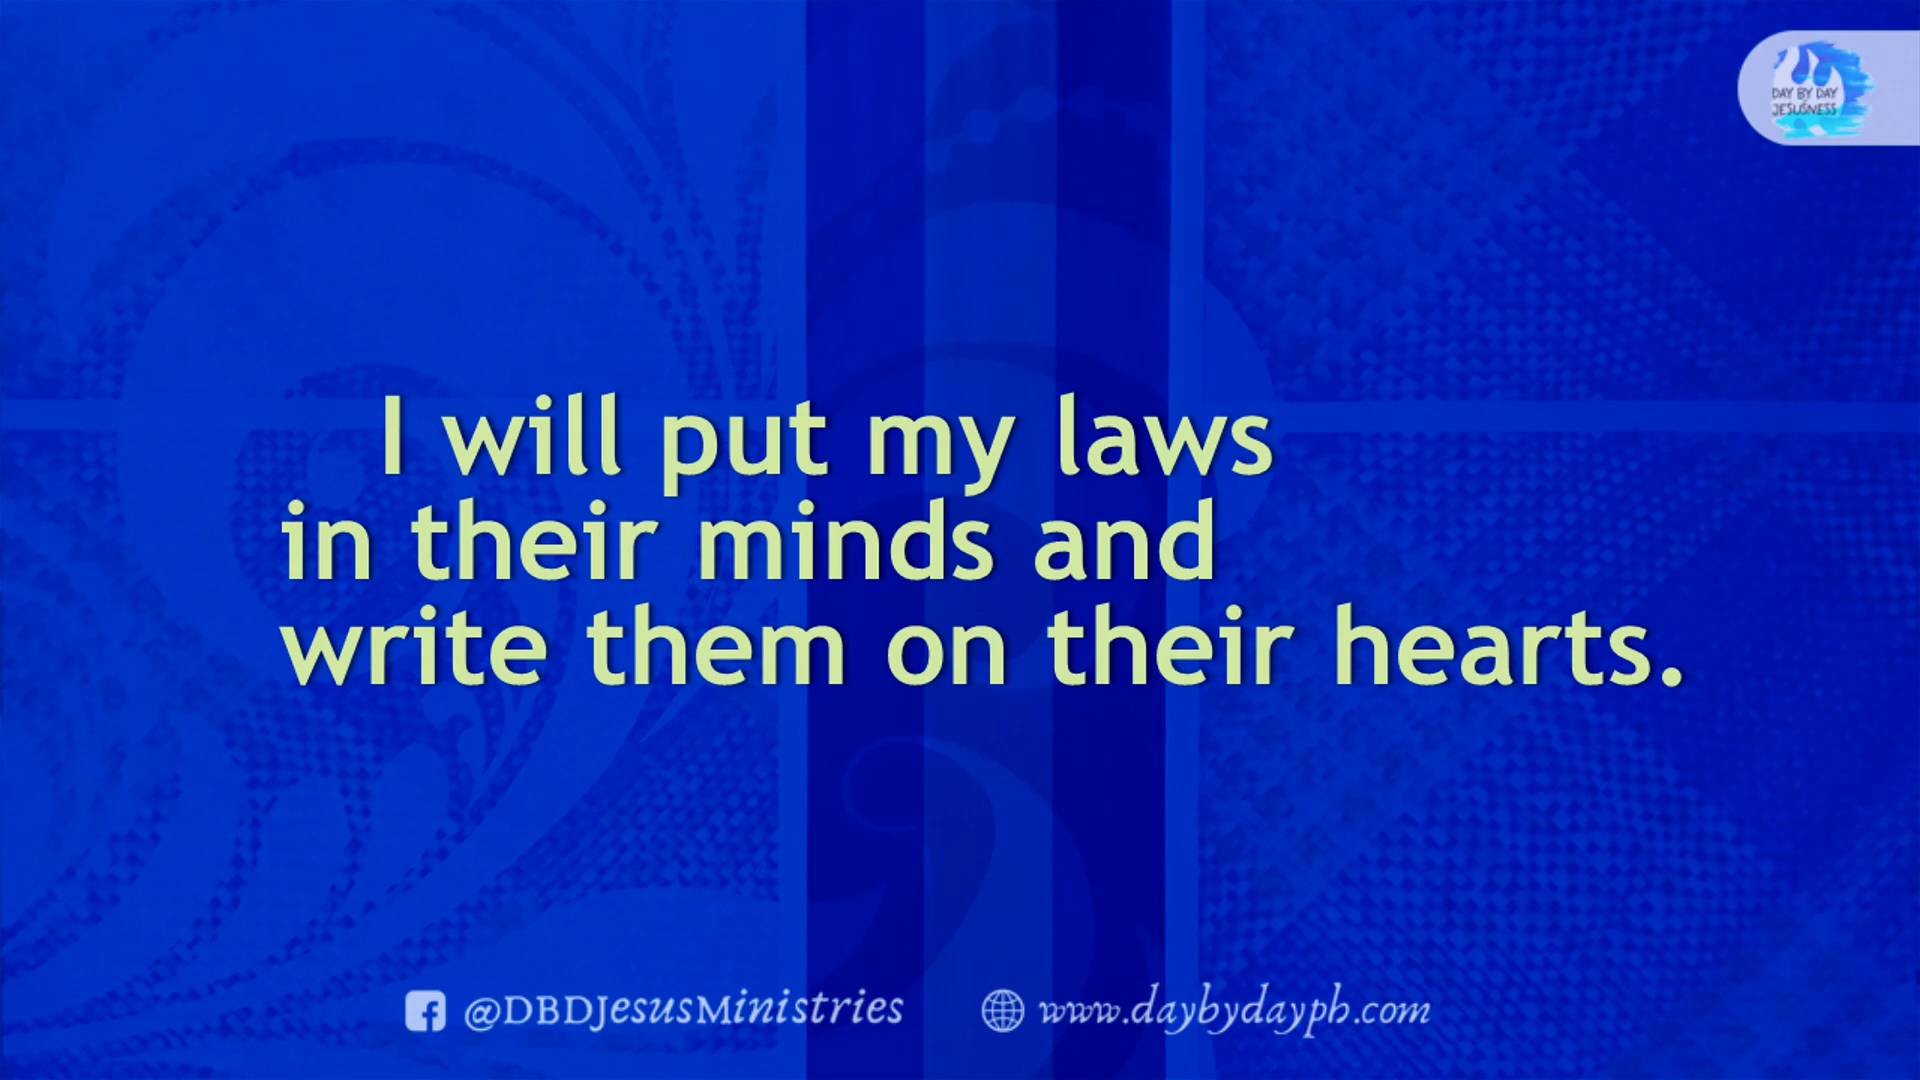 DAY BY DAY
JESUSNESS
I will put my laws
in their minds and
write them on their hearts.
@DBDJesusMinistries
www.daybydayph.com